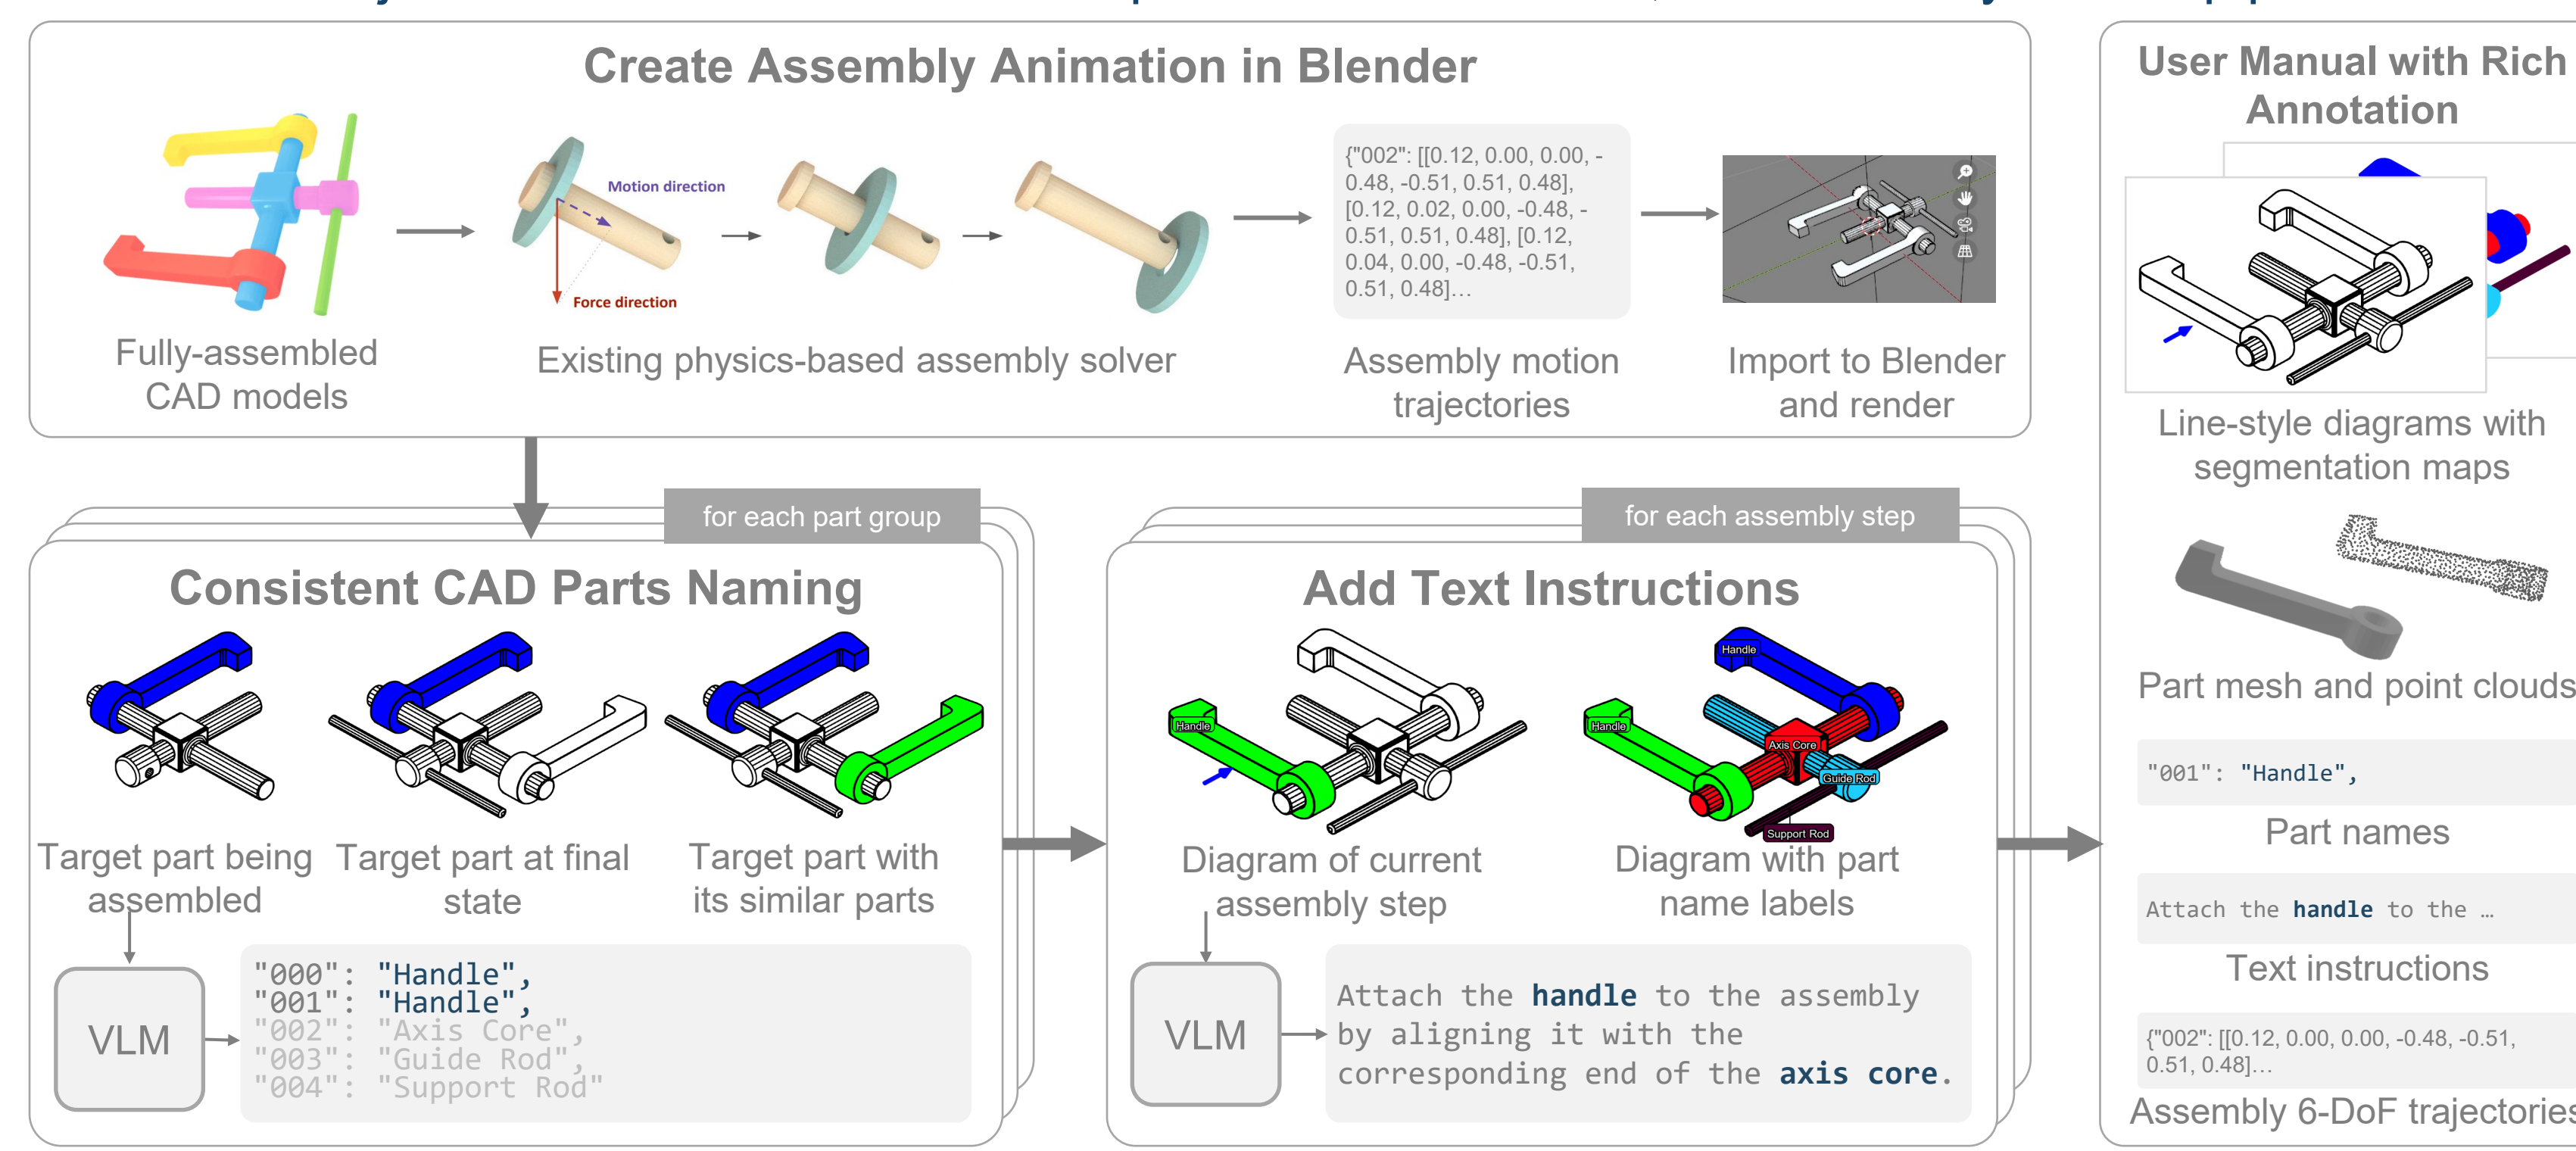 Create Assembly Animation in Blender
Motion direction
Force direction
{"002": [[0.12, 0.00, 0.00, -
0.48, -0.51, 0.51, 0.48],
[0.12, 0.02, 0.00, -0.48, -
0.51, 0.51, 0.48], [0.12,
0.04, 0.00, -0.48, -0.51,
0.51, 0.48]...
Fully-assembled
CAD models
Existing physics-based assembly solver
Assembly motion
trajectories
Import to Blender
and render
for each part group
Consistent CAD Parts Naming
Target part being
assembled
Target part at final
state
Target part with
its similar parts
VLM
"000": "Handle",
"001": "Handle",
"002": "Axis Core",
"003": "Guide Rod",
"004": "Support Rod"
for each assembly step
Add Text Instructions
Handle
Handle
Handle
Axis Core
Guide Rod
Support Rod
Diagram of current
assembly step
Diagram with part
name labels
VLM
Attach the handle to the assembly
by aligning it with the
corresponding end of the axis core.
User Manual with Rich
Annotation
Line-style diagrams with
segmentation maps
Part mesh and point clouds
"001": "Handle",
Part names
Attach the handle to the …
Text instructions
{"002": [[0.12, 0.00, 0.00, -0.48, -0.51,
0.51, 0.48]...
Assembly 6-DoF trajectories